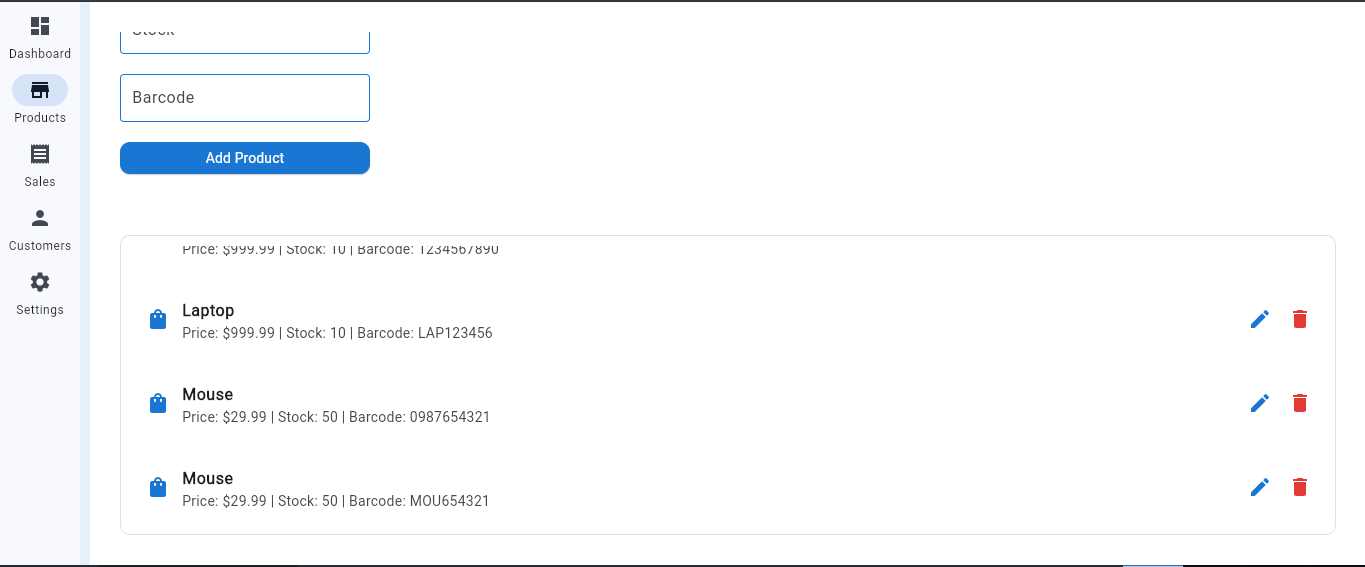 Dashboard
Products
Sales
Customers
Settings
Stock
Barcode
Add Product
Price: $999.99 | Stock: 10 | Barcode: 1234567890
Laptop
Price: $999.99 | Stock: 10 | Barcode: LAP123456
Mouse
Price: $29.99 | Stock: 50 | Barcode: 0987654321
Mouse
Price: $29.99 | Stock: 50 | Barcode: MOU654321